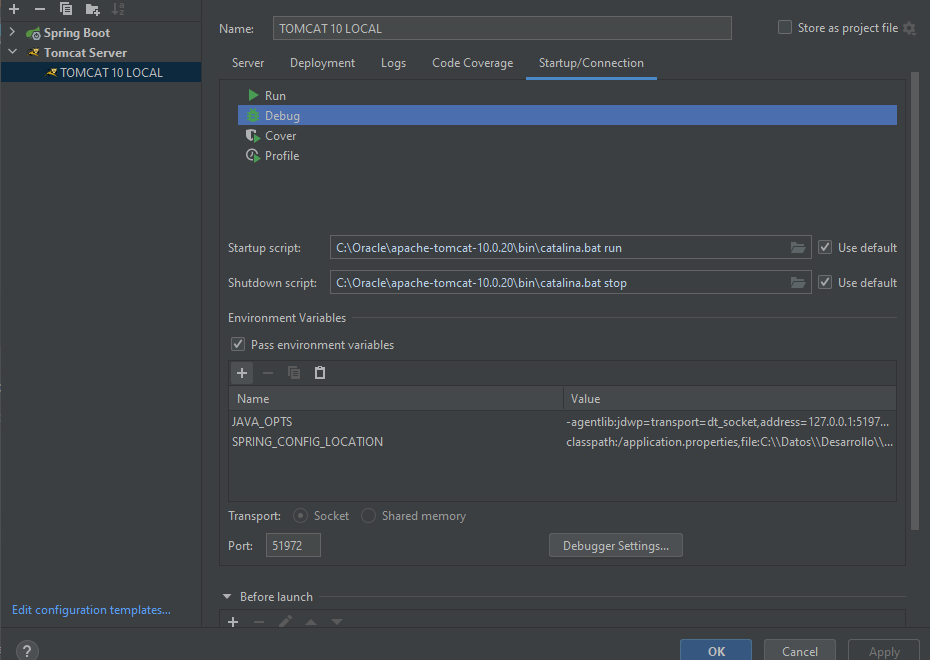 Spring Boot
Tomcat Server
TOMCAT 10 LOCAL
Name: TOMCAT 10 LOCAL
Store as project file
Server Deployment Logs Code Coverage Startup/Connection
Run
Debug
Cover
Profile
Startup script: C:\Oracle\apache-tomcat-10.0.20\bin\catalina.bat run Use default
Shutdown script: C:\Oracle\apache-tomcat-10.0.20\bin\catalina.bat stop Use default
Environment Variables
Pass environment variables
Name Value
JAVA_OPTS -agentlib:jdwp=transport=dt_socket,address=127.0.0.1:5197...
SPRING_CONFIG_LOCATION classpath:/application.properties,file:C:\\Datos\\Desarrollo\\...
Transport: Socket Shared memory
Port: 51972 Debugger Settings...
Before launch
Edit configuration templates...
? OK Cancel Apply